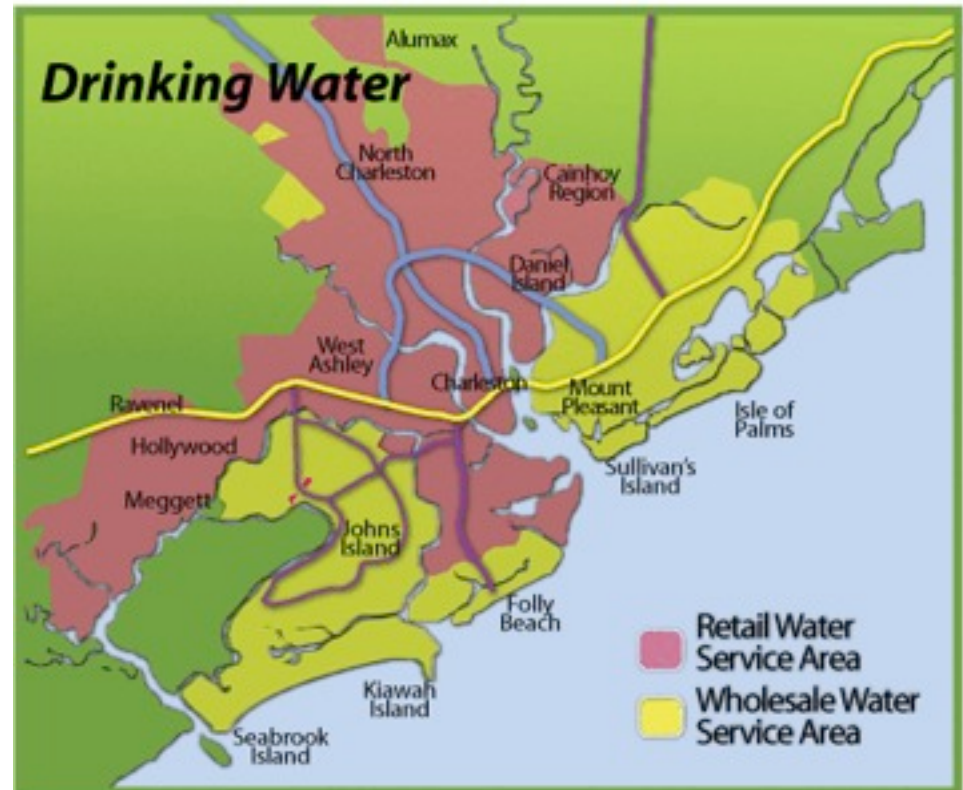 Alumax
Drinking Water
North
Charleston
Cainhoy
Region
Daniel
Island
West
Ashley
Charleston
Mount
Pleasant
Ravenel
Isle of
Palms
Hollywood
Sullivan's
Island
Meggett
Johns
Island
Folly
Beach
Kiawah
Island
Seabrook
Island
Retail Water
Service Area
Wholesale Water
Service Area